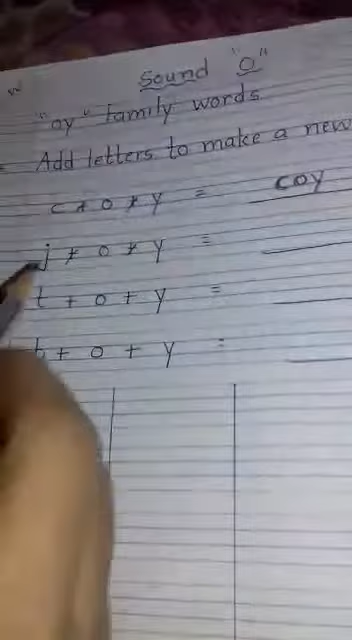 Sound "o"
"oy" family words
Add letters to make a new
c + o + y = coy
j + o + y =
t + o + y =
b + o + y =